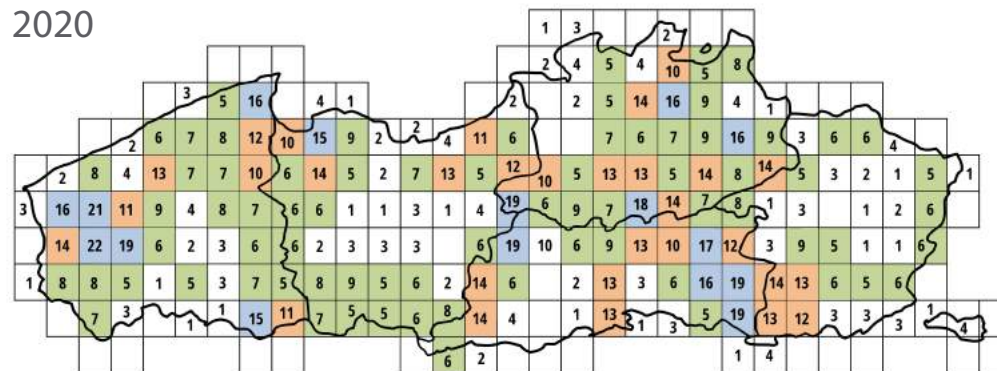 2020
1 3 2
2 4 5 4 10 5 8
3 5 16 4 1 2 2 5 14 16 9 4 1
2 6 7 8 12 10 15 9 2 2 4 11 6 7 6 7 9 16 9 3 6 6 4
2 8 4 13 7 7 10 6 14 5 2 7 13 5 12 10 5 13 13 5 14 8 14 5 3 2 1 5 1
3 16 21 11 9 4 8 7 6 6 1 1 3 1 4 19 6 9 7 18 14 7 8 1 3 1 2 6
14 22 19 6 2 3 6 6 2 3 3 3 6 19 10 6 9 13 10 17 12 3 9 5 1 1 6
1 8 8 5 1 5 3 7 5 8 9 5 6 2 14 6 2 13 3 6 16 19 14 13 6 5 6
7 3 1 1 15 11 7 5 5 6 8 14 4 1 13 1 3 5 19 13 12 3 3 3 1 4
6 2 1 4